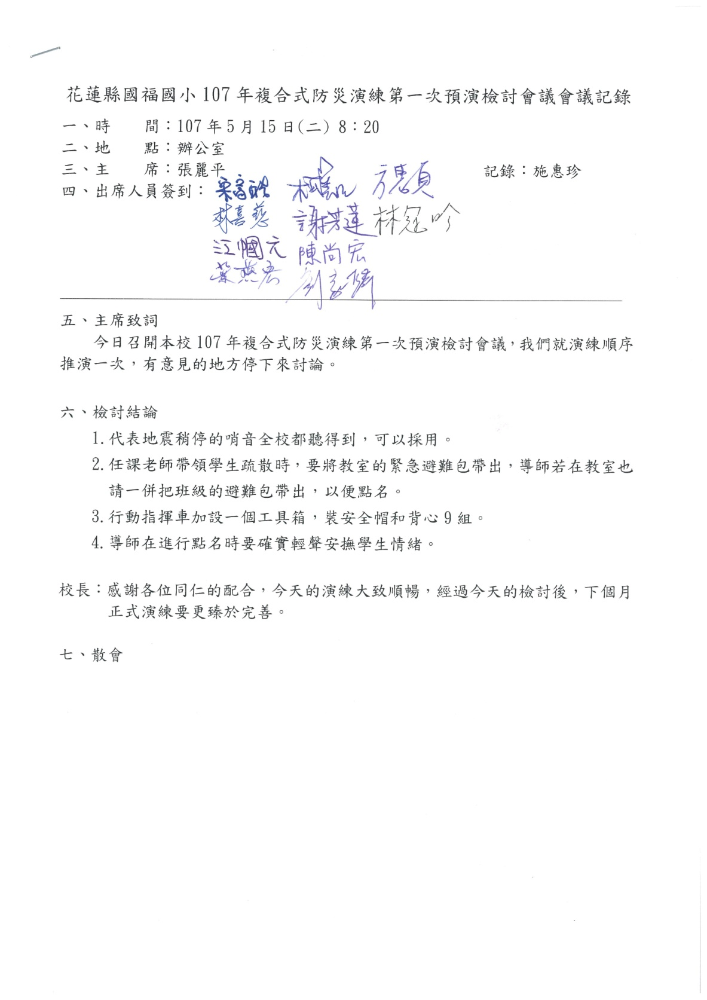 花蓮縣國福國小107年複合式防災演練第一次預演檢討會議會議記錄
一、時　　間：107年5月15日(二) 8：20
二、地　　點：辦公室
三、主　　席：張麗平　　記錄：施惠珍
四、出席人員簽到：
方惠貞
林喜慈 謝芳蓮 林冠吟
江幗元 陳尚宏
葉燕宏
五、主席致詞
今日召開本校107年複合式防災演練第一次預演檢討會議，我們就演練順序
推演一次，有意見的地方停下來討論。
六、檢討結論
1.代表地震稍停的哨音全校都聽得到，可以採用。
2.任課老師帶領學生疏散時，要將教室的緊急避難包帶出，導師若在教室也
請一併把班級的避難包帶出，以便點名。
3.行動指揮車加設一個工具箱，裝安全帽和背心9組。
4.導師在進行點名時要確實輕聲安撫學生情緒。
校長：感謝各位同仁的配合，今天的演練大致順暢，經過今天的檢討後，下個月
正式演練要更臻於完善。
七、散會